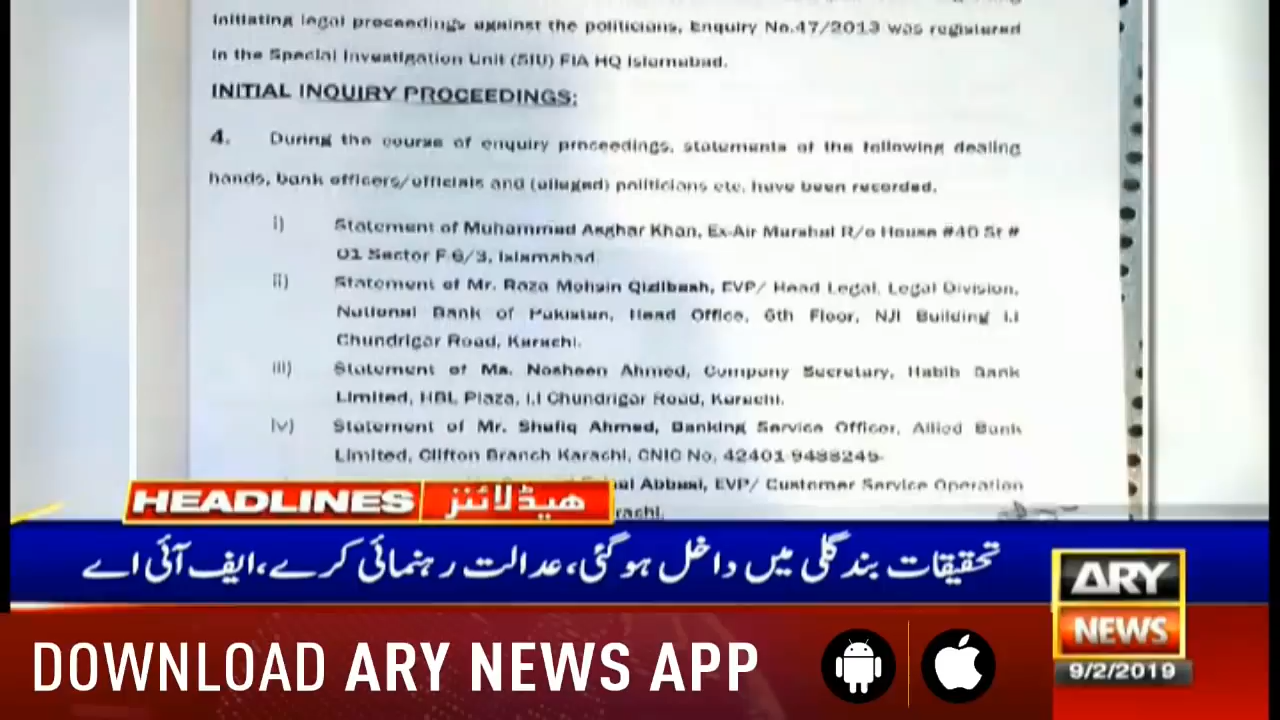 initiating legal proceedings against the politicians, Enquiry No.47/2013 was registered
in the Special Investigation Unit (SIU) FIA HQ Islamabad.
INITIAL INQUIRY PROCEEDINGS:
4. During the course of enquiry proceedings, statements of the following dealing
hands, bank officers/officials and (alleged) politicians etc. have been recorded.
i) Statement of Muhammad Asghar Khan, Ex-Air Marshal R/o House #40 St #
01 Sector F 6/3, Islamabad.
ii) Statement of Mr. Raza Mohsin Qizilbash, EVP/ Head Legal, Legal Division,
National Bank of Pakistan, Head Office, 6th Floor, NJI Building I.I
Chundrigar Road, Karachi.
iii) Statement of Ms. Nosheen Ahmed, Company Secretary, Habib Bank
Limited, HBL Plaza, I.I Chundrigar Road, Karachi.
iv) Statement of Mr. Shafiq Ahmed, Banking Service Officer, Allied Bank
Limited, Clifton Branch Karachi, CNIC No. 42401-9488249-
Abbasi, EVP/ Customer Service Operation
HEADLINES ہیڈلائنز
تحقیقات بند گلی میں داخل ہوگئی، عدالت رہنمائی کرے، ایف آئی اے
ARY
NEWS
9/2/2019
DOWNLOAD ARY NEWS APP